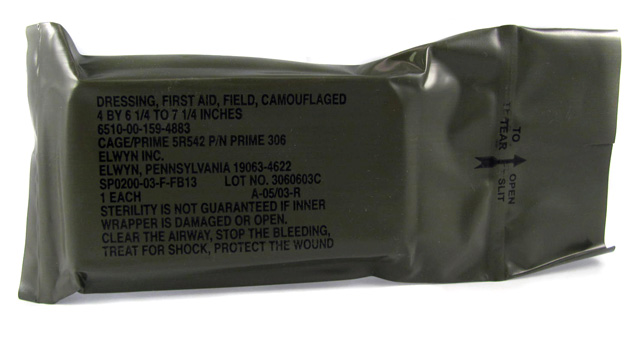 DRESSING, FIRST AID, FIELD, CAMOUFLAGED
4 BY 6 1/4 TO 7 1/4 INCHES
6510-00-159-4883
CAGE/PRIME 5R542 P/N PRIME 306
ELWYN INC.
ELWYN, PENNSYLVANIA 19063-4622
SP0200-03-F-FB13 LOT NO. 3060603C
1 EACH A-05/03-R
STERILITY IS NOT GUARANTEED IF INNER
WRAPPER IS DAMAGED OR OPEN.
CLEAR THE AIRWAY, STOP THE BLEEDING,
TREAT FOR SHOCK, PROTECT THE WOUND
TO OPEN
TEAR SLIT